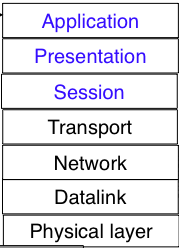 Application
Presentation
Session
Transport
Network
Datalink
Physical layer